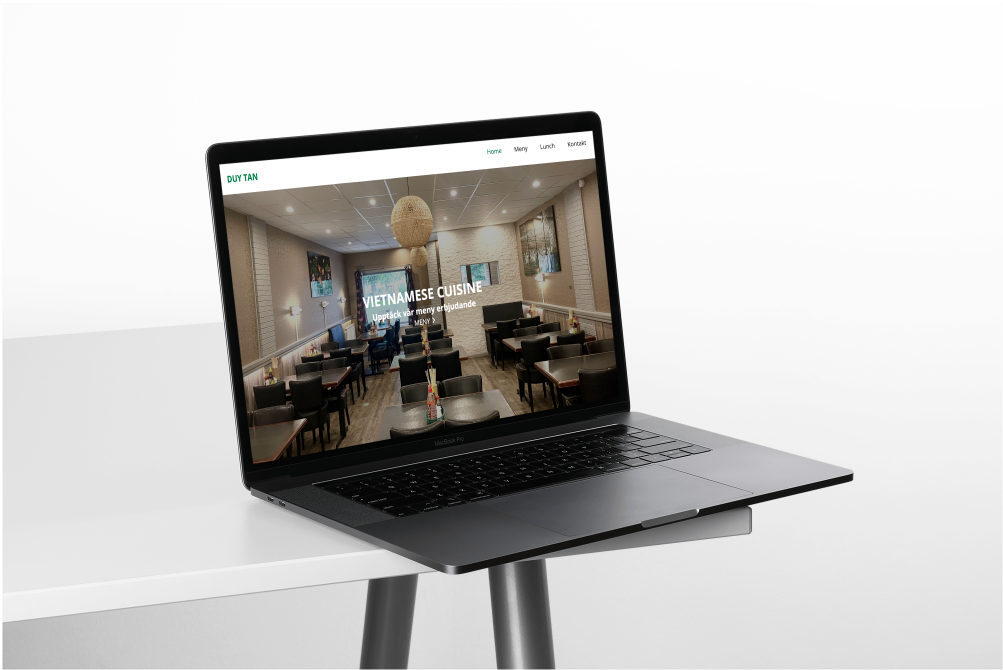 DUY TAN
Home Meny Lunch Kontakt
VIETNAMESE CUISINE
Upptäck vår meny erbjudande
MENY
MacBook Pro